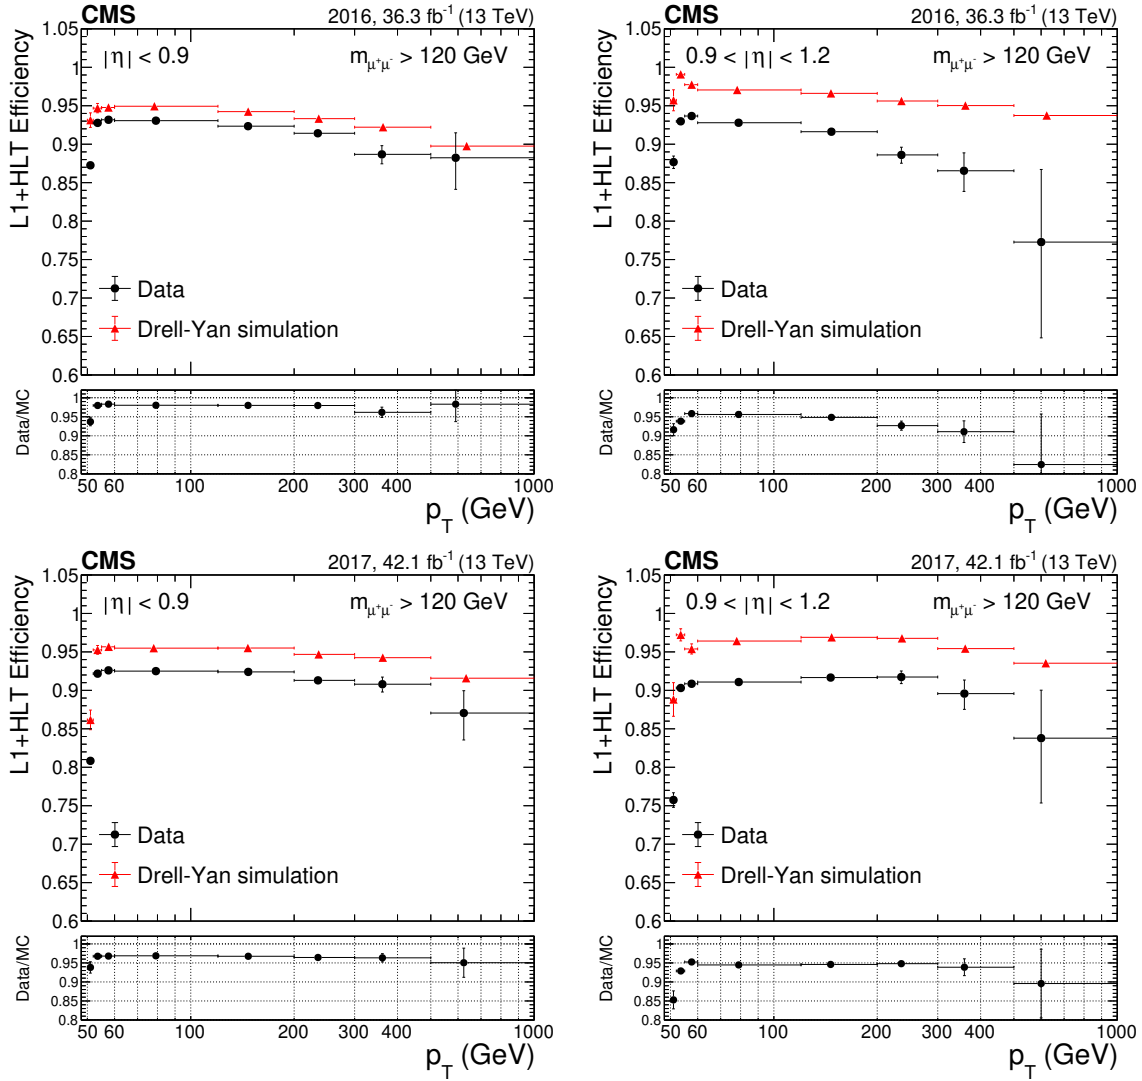 CMS 2016, 36.3 fb⁻¹ (13 TeV)
|η| < 0.9 m_μ⁺μ⁻ > 120 GeV
L1+HLT Efficiency
1.05
1
0.95
0.9
0.85
0.8
0.75
0.7
0.65
0.6
Data
Drell-Yan simulation
Data/MC
1
0.95
0.9
0.85
0.8
50 60 100 200 300 400 1000
p_T (GeV)
CMS 2016, 36.3 fb⁻¹ (13 TeV)
0.9 < |η| < 1.2 m_μ⁺μ⁻ > 120 GeV
L1+HLT Efficiency
1.05
1
0.95
0.9
0.85
0.8
0.75
0.7
0.65
0.6
Data
Drell-Yan simulation
Data/MC
1
0.95
0.9
0.85
0.8
50 60 100 200 300 400 1000
p_T (GeV)
CMS 2017, 42.1 fb⁻¹ (13 TeV)
|η| < 0.9 m_μ⁺μ⁻ > 120 GeV
L1+HLT Efficiency
1.05
1
0.95
0.9
0.85
0.8
0.75
0.7
0.65
0.6
Data
Drell-Yan simulation
Data/MC
1
0.95
0.9
0.85
0.8
50 60 100 200 300 400 1000
p_T (GeV)
CMS 2017, 42.1 fb⁻¹ (13 TeV)
0.9 < |η| < 1.2 m_μ⁺μ⁻ > 120 GeV
L1+HLT Efficiency
1.05
1
0.95
0.9
0.85
0.8
0.75
0.7
0.65
0.6
Data
Drell-Yan simulation
Data/MC
1
0.95
0.9
0.85
0.8
50 60 100 200 300 400 1000
p_T (GeV)